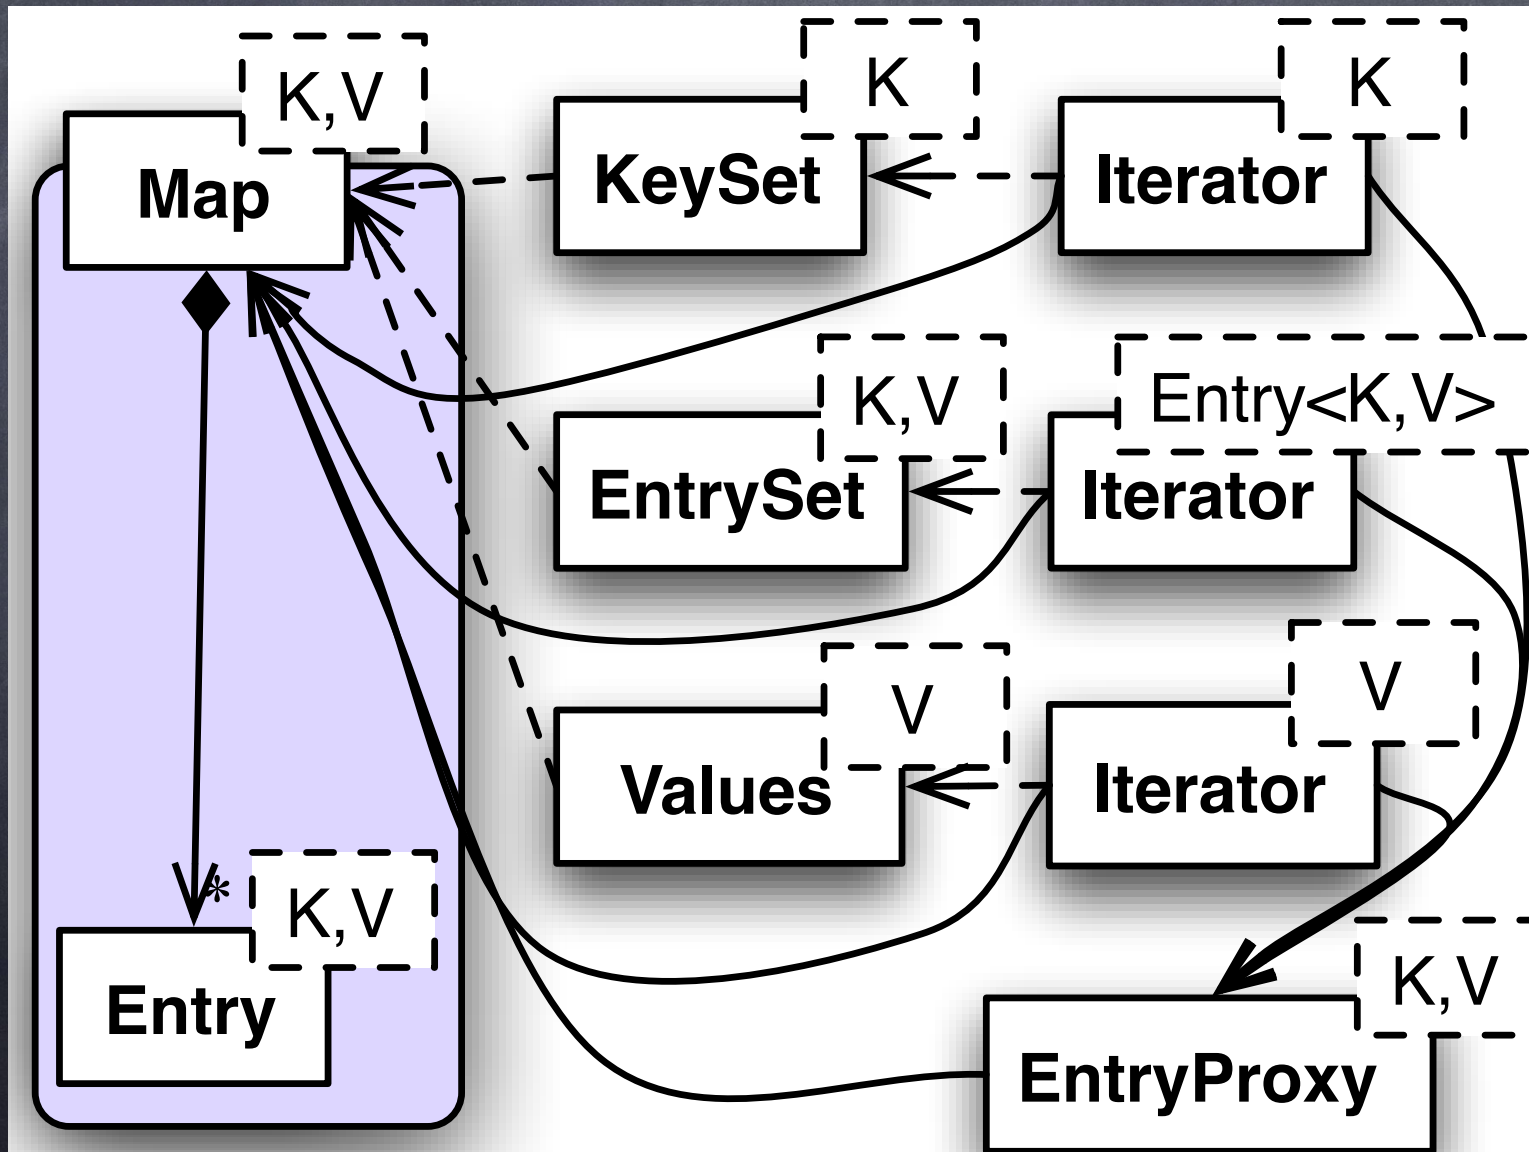 K,V
Map
K
KeySet
K
Iterator
K,V
EntrySet
Entry<K,V>
Iterator
V
Values
V
Iterator
*
K,V
Entry
K,V
EntryProxy